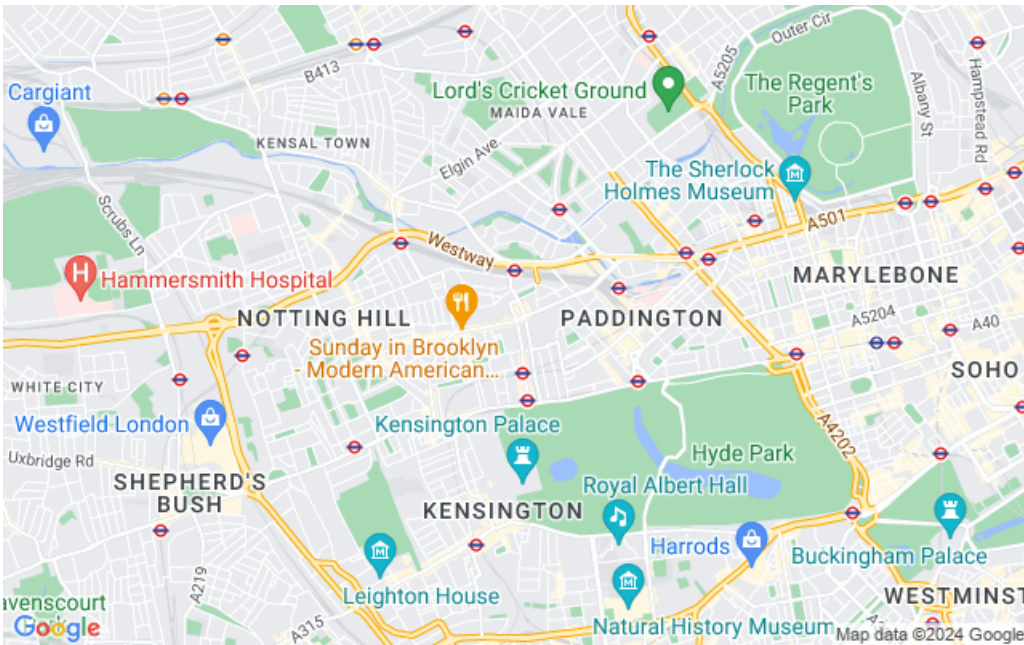 Outer Cir
Cargiant
B413
A5205
Albany St
Hampstead Rd
Lord's Cricket Ground
MAIDA VALE
The Regent's
Park
KENSAL TOWN
Elgin Ave.
The Sherlock
Holmes Museum
Scrubs Ln
A501
Westway
Hammersmith Hospital
MARYLEBONE
NOTTING HILL
PADDINGTON
A5204
A40
Sunday in Brooklyn
- Modern American...
SOHO
WHITE CITY
Westfield London
Kensington Palace
A4202
Hyde Park
Uxbridge Rd
SHEPHERD'S
BUSH
Royal Albert Hall
KENSINGTON
Harrods
Buckingham Palace
A219
Leighton House
WESTMINST
avenscourt
Google
A315
Natural History Museum
Map data ©2024 Google